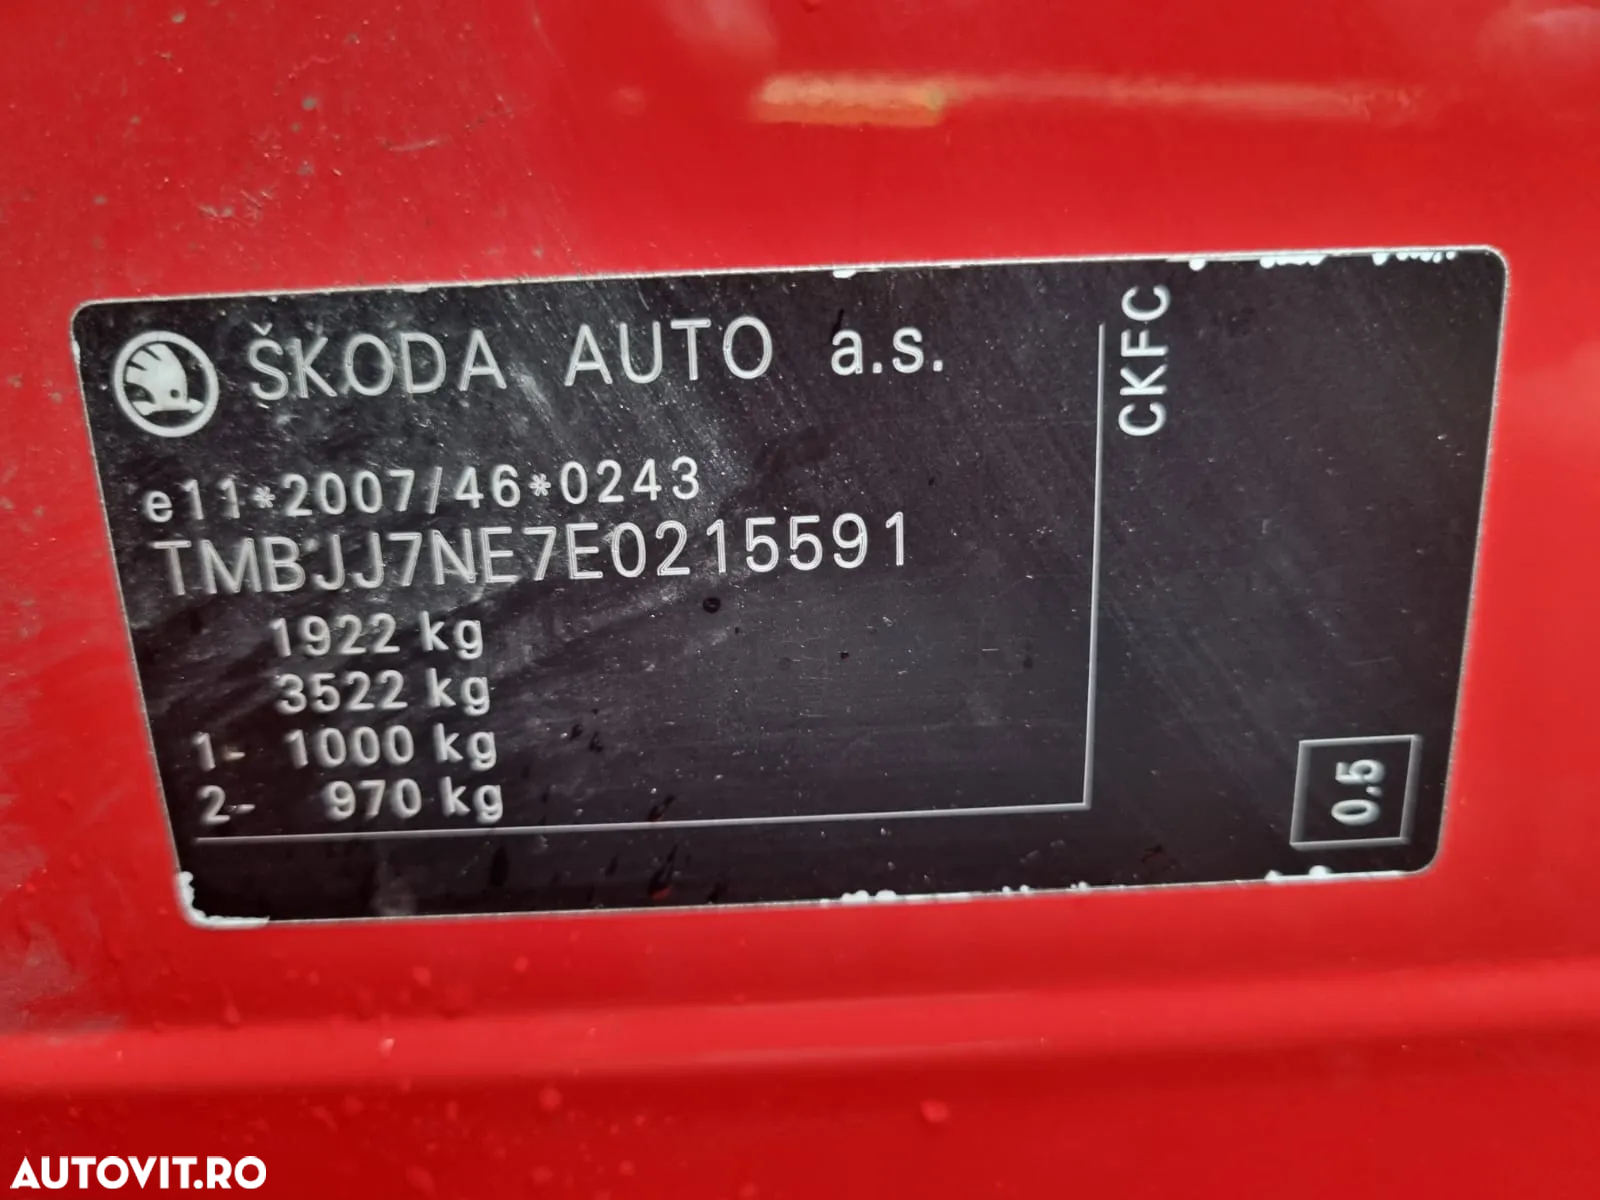 ŠKODA AUTO a.s.
e11*2007/46*0243
TMBJJ7NE7E0215591
1922 kg
3522 kg
1- 1000 kg
2- 970 kg
CKFC
0,5
AUTOVIT.RO